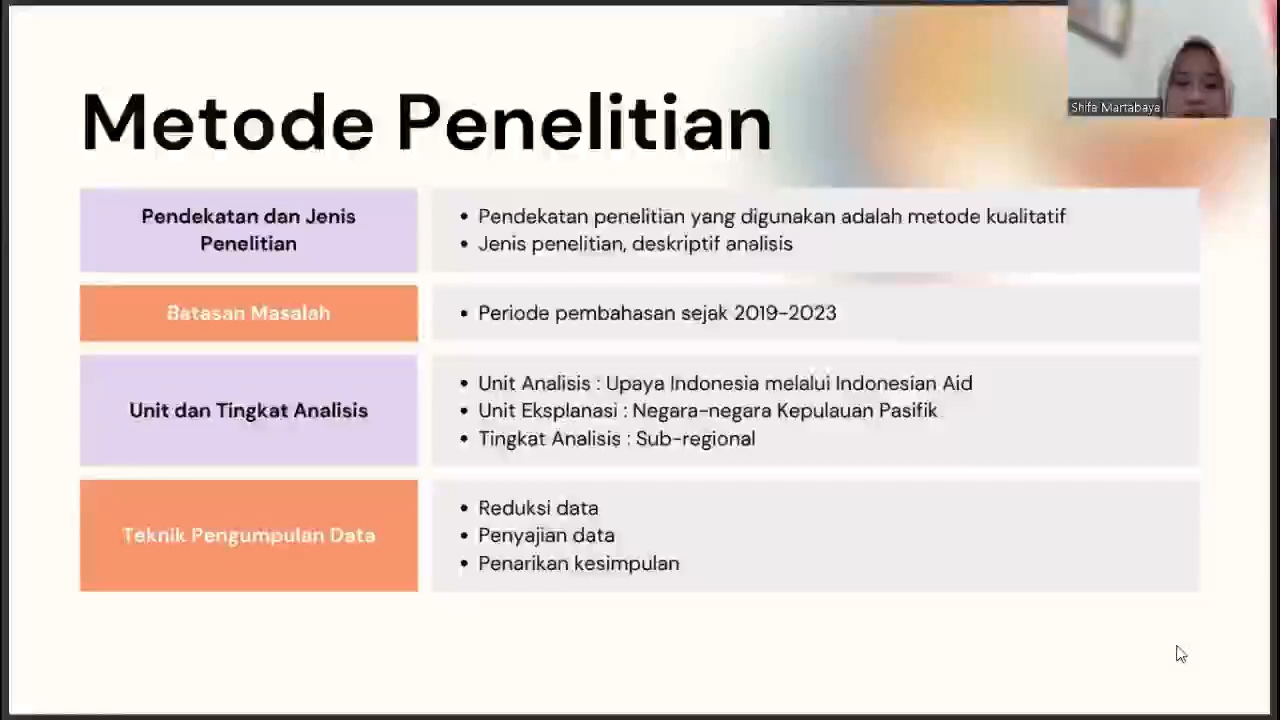 Metode Penelitian
Shifa Martabaya
Pendekatan dan Jenis
Penelitian
• Pendekatan penelitian yang digunakan adalah metode kualitatif
• Jenis penelitian, deskriptif analisis
Batasan Masalah
• Periode pembahasan sejak 2019-2023
Unit dan Tingkat Analisis
• Unit Analisis : Upaya Indonesia melalui Indonesian Aid
• Unit Eksplanasi : Negara-negara Kepulauan Pasifik
• Tingkat Analisis : Sub-regional
Teknik Pengumpulan Data
• Reduksi data
• Penyajian data
• Penarikan kesimpulan